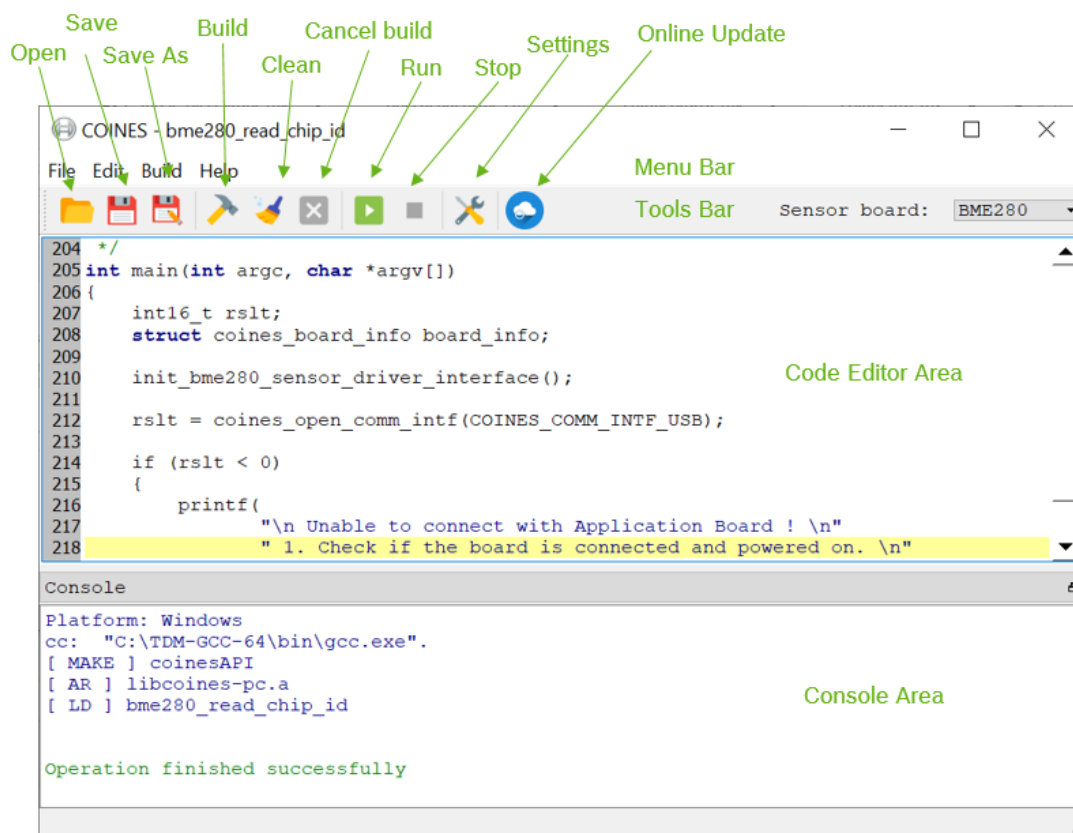 Save
Build
Cancel build
Online Update
Open
Save As
Settings
Clean
Run
Stop
COINES - bme280_read_chip_id
File Edit Build Help
Menu Bar
Tools Bar
Sensor board: BME280
204 */
205 int main(int argc, char *argv[])
206 {
207 int16_t rslt;
208 struct coines_board_info board_info;
209
210 init_bme280_sensor_driver_interface();
211
212 rslt = coines_open_comm_intf(COINES_COMM_INTF_USB);
213
214 if (rslt < 0)
215 {
216 printf(
217 "\n Unable to connect with Application Board ! \n"
218 " 1. Check if the board is connected and powered on. \n"
Code Editor Area
Console
Platform: Windows
cc: "C:\TDM-GCC-64\bin\gcc.exe".
[ MAKE ] coinesAPI
[ AR ] libcoines-pc.a
[ LD ] bme280_read_chip_id
Console Area
Operation finished successfully